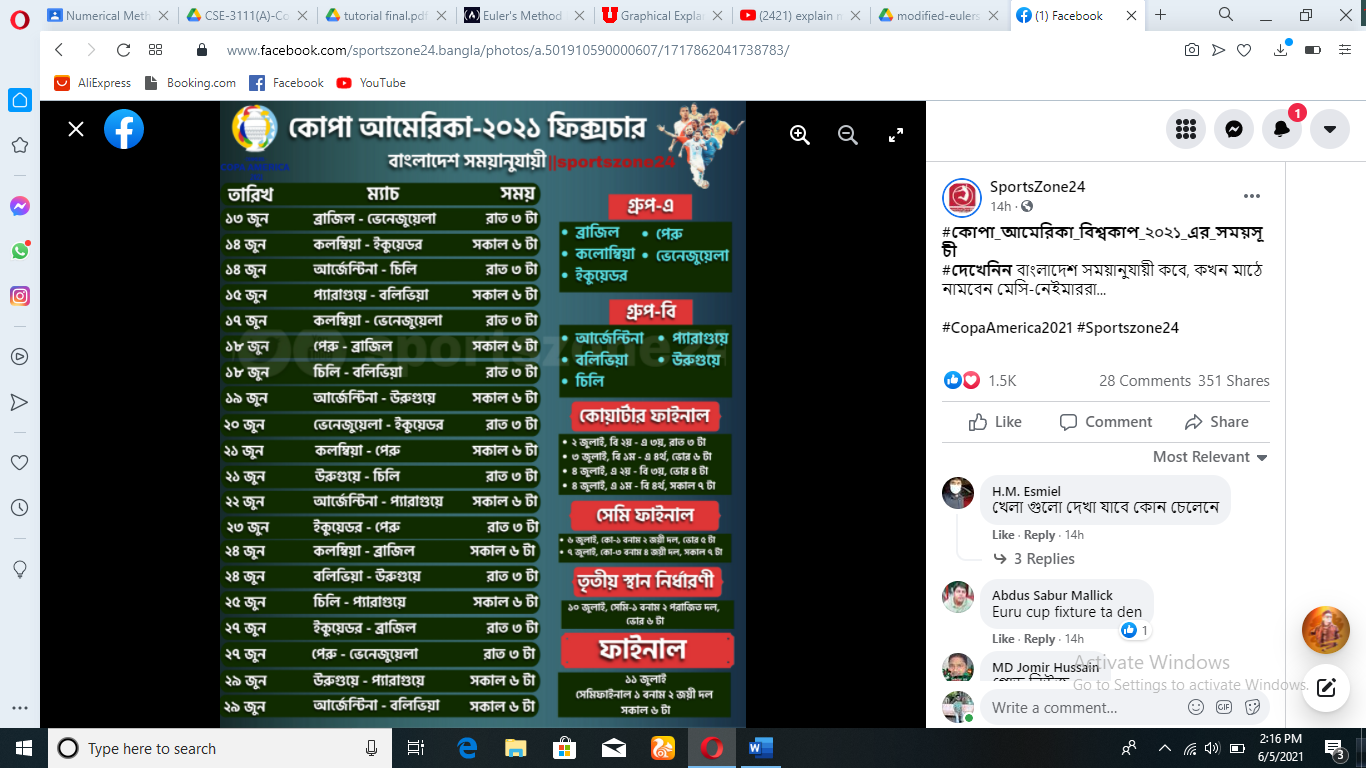 Numerical Meth
CSE-3111(A)-Co
tutorial final.pdf
Euler's Method
Graphical Explar
(2421) explain m
modified-eulers
(1) Facebook
www.facebook.com/sportszone24.bangla/photos/a.501910590000607/1717862041738783/
AliExpress
Booking.com
Facebook
YouTube
কোপা আমেরিকা-২০২১ ফিক্সচার
বাংলাদেশ সময়ানুযায়ী||sportszone24
তারিখ ম্যাচ সময়
১৩ জুন ব্রাজিল - ভেনেজুয়েলা রাত ৩ টা
১৪ জুন কলম্বিয়া - ইকুয়েডর সকাল ৬ টা
১৪ জুন আর্জেন্টিনা - চিলি রাত ৩ টা
১৫ জুন প্যারাগুয়ে - বলিভিয়া সকাল ৬ টা
১৭ জুন কলম্বিয়া - ভেনেজুয়েলা রাত ৩ টা
১৮ জুন পেরু - ব্রাজিল সকাল ৬ টা
১৮ জুন চিলি - বলিভিয়া রাত ৩ টা
১৯ জুন আর্জেন্টিনা - উরুগুয়ে সকাল ৬ টা
২০ জুন ভেনেজুয়েলা - ইকুয়েডর রাত ৩ টা
২১ জুন কলম্বিয়া - পেরু সকাল ৬ টা
২১ জুন উরুগুয়ে - চিলি রাত ৩ টা
২২ জুন আর্জেন্টিনা - প্যারাগুয়ে সকাল ৬ টা
২৩ জুন ইকুয়েডর - পেরু রাত ৩ টা
২৪ জুন কলম্বিয়া - ব্রাজিল সকাল ৬ টা
২৪ জুন বলিভিয়া - উরুগুয়ে রাত ৩ টা
২৫ জুন চিলি - প্যারাগুয়ে সকাল ৬ টা
২৭ জুন ইকুয়েডর - ব্রাজিল রাত ৩ টা
২৭ জুন পেরু - ভেনেজুয়েলা রাত ৩ টা
২৯ জুন উরুগুয়ে - প্যারাগুয়ে সকাল ৬ টা
২৯ জুন আর্জেন্টিনা - বলিভিয়া সকাল ৬ টা
গ্রুপ-এ
• ব্রাজিল • পেরু
• কলোম্বিয়া • ভেনেজুয়েলা
• ইকুয়েডর
গ্রুপ-বি
• আর্জেন্টিনা • প্যারাগুয়ে
• বলিভিয়া • উরুগুয়ে
• চিলি
কোয়ার্টার ফাইনাল
• ২ জুলাই, বি ২য় - এ ৩য়, রাত ৩ টা
• ৩ জুলাই, বি ১ম - এ ৪র্থ, ভোর ৬ টা
• ৪ জুলাই, এ ২য় - বি ৩য়, ভোর ৪ টা
• ৪ জুলাই, এ ১ম - বি ৪র্থ, সকাল ৭ টা
সেমি ফাইনাল
• ৬ জুলাই, কো-১ বনাম ২ জয়ী দল, ভোর ৫ টা
• ৭ জুলাই, কো-৩ বনাম ৪ জয়ী দল, সকাল ৭ টা
তৃতীয় স্থান নির্ধারণী
১০ জুলাই, সেমি-১ বনাম ২ পরাজিত দল,
ভোর ৬ টা
ফাইনাল
১১ জুলাই
সেমিফাইনাল ১ বনাম ২ জয়ী দল
সকাল ৬ টা
1
SportsZone24
14h ·
#কোপা_আমেরিকা_বিশ্বকাপ_২০২১_এর_সময়সূ
চী
#দেখেনিন বাংলাদেশ সময়ানুযায়ী কবে, কখন মাঠে
নামবেন মেসি-নেইমাররা...
#CopaAmerica2021 #Sportszone24
1.5K 28 Comments 351 Shares
Like Comment Share
Most Relevant
H.M. Esmiel
খেলা গুলো দেখা যাবে কোন চেলেনে
Like · Reply · 14h
3 Replies
Abdus Sabur Mallick
Euru cup fixture ta den
Like · Reply · 14h 1
MD Jomir Hussain
Activate Windows
Go to Settings to activate Windows.
Write a comment...
GIF
Type here to search
2:16 PM
6/5/2021
3